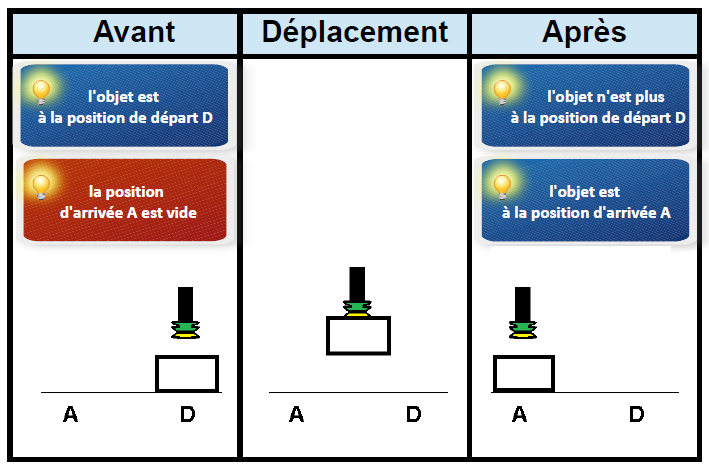 Avant
Déplacement
Après
l'objet est
à la position de départ D
la position
d'arrivée A est vide
l'objet n'est plus
à la position de départ D
l'objet est
à la position d'arrivée A
A D
A D
A D